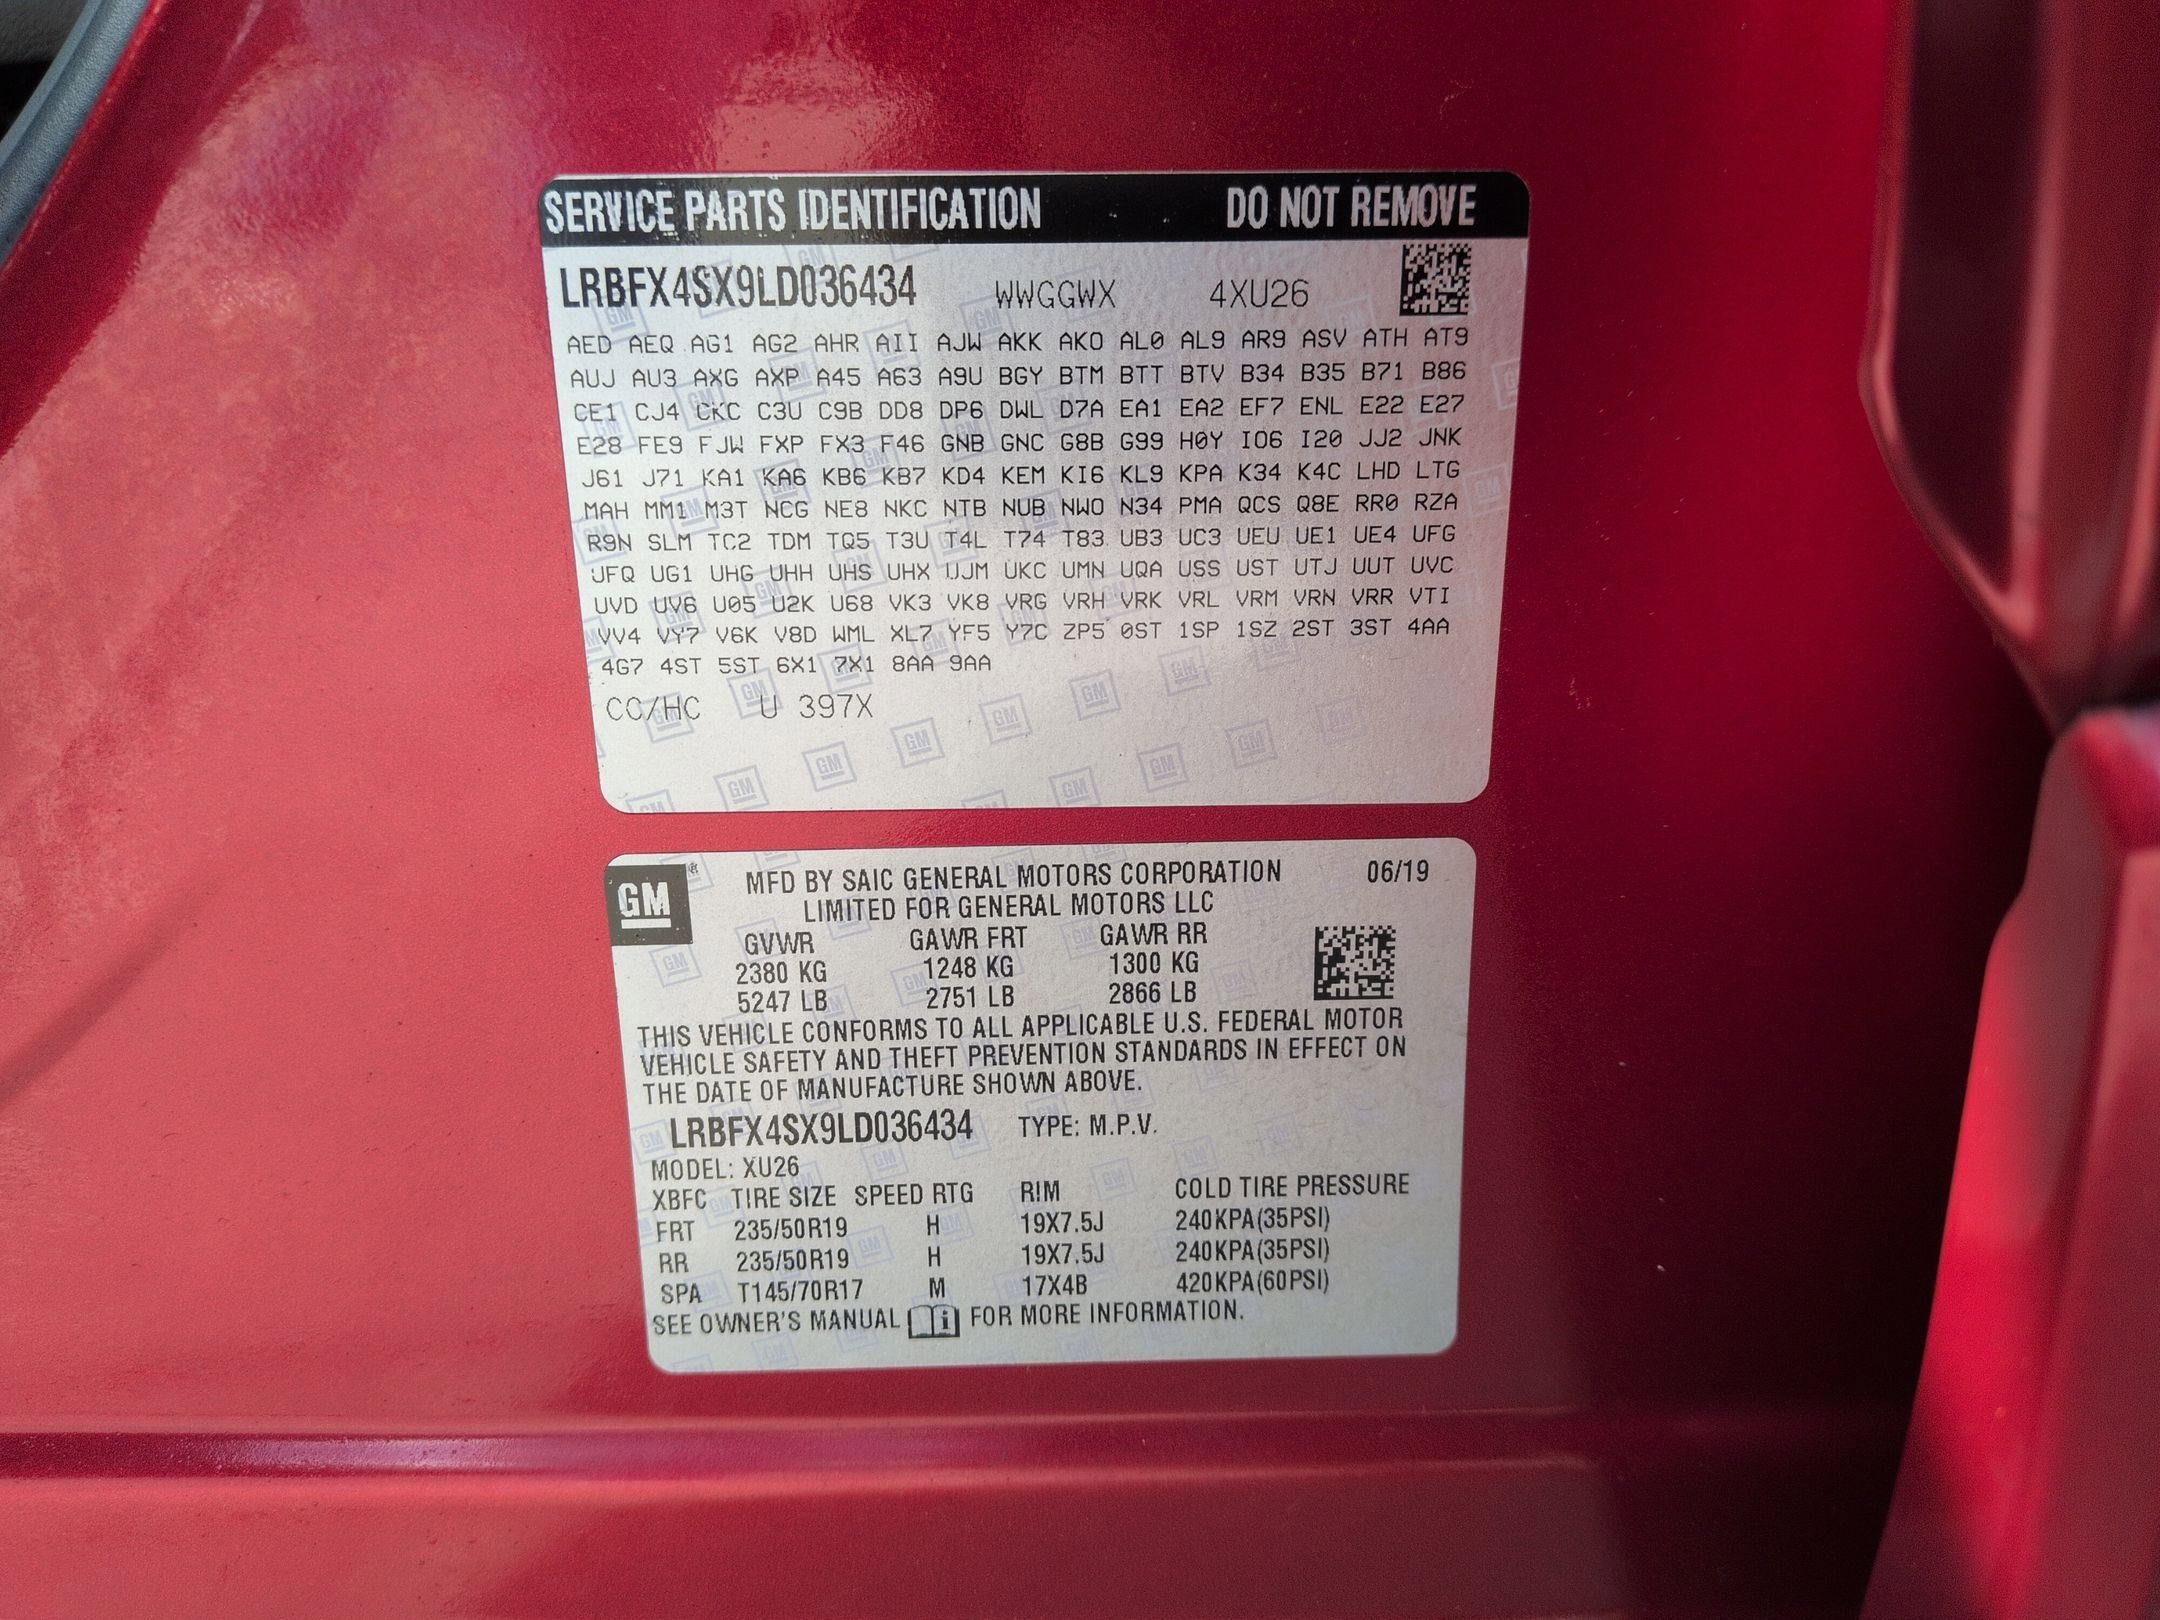 SERVICE PARTS IDENTIFICATION DO NOT REMOVE
LRBFX4SX9LD036434 WWGGWX 4XU26
AED AEQ AG1 AG2 AHR AII AJW AKK AKO AL0 AL9 AR9 ASV ATH AT9
AUJ AU3 AXG AXP A45 A63 A9U BGY BTM BTT BTV B34 B35 B71 B86
CE1 CJ4 CKC C3U C9B DD8 DP6 DWL D7A EA1 EA2 EF7 ENL E22 E27
E28 FE9 FJW FXP FX3 F46 GNB GNC G8B G99 H0Y IO6 I20 JJ2 JNK
J61 J71 KA1 KA6 KB6 KB7 KD4 KEM KI6 KL9 KPA K34 K4C LHD LTG
MAH MM1 M3T NCG NE8 NKC NTB NUB NWO N34 PMA QCS Q8E RR0 RZA
R9N SLM TC2 TDM TQ5 T3U T4L T74 T83 UB3 UC3 UEU UE1 UE4 UFG
UFQ UG1 UHG UHH UHS UHX UJM UKC UMN UQA USS UST UTJ UUT UVC
UVD UV6 U05 U2K U68 VK3 VK8 VRG VRH VRK VRL VRM VRN VRR VTI
VV4 VY7 V6K V8D WML XL7 YF5 Y7C ZP5 0ST 1SP 1SZ 2ST 3ST 4AA
4G7 4ST 5ST 6X1 7X1 8AA 9AA
CC/HC U 397X
GM® MFD BY SAIC GENERAL MOTORS CORPORATION 06/19
LIMITED FOR GENERAL MOTORS LLC
GVWR GAWR FRT GAWR RR
2380 KG 1248 KG 1300 KG
5247 LB 2751 LB 2866 LB
THIS VEHICLE CONFORMS TO ALL APPLICABLE U.S. FEDERAL MOTOR
VEHICLE SAFETY AND THEFT PREVENTION STANDARDS IN EFFECT ON
THE DATE OF MANUFACTURE SHOWN ABOVE.
LRBFX4SX9LD036434 TYPE: M.P.V.
MODEL: XU26
XBFC TIRE SIZE SPEED RTG RIM COLD TIRE PRESSURE
FRT 235/50R19 H 19X7.5J 240KPA(35PSI)
RR 235/50R19 H 19X7.5J 240KPA(35PSI)
SPA T145/70R17 M 17X4B 420KPA(60PSI)
SEE OWNER'S MANUAL i FOR MORE INFORMATION.